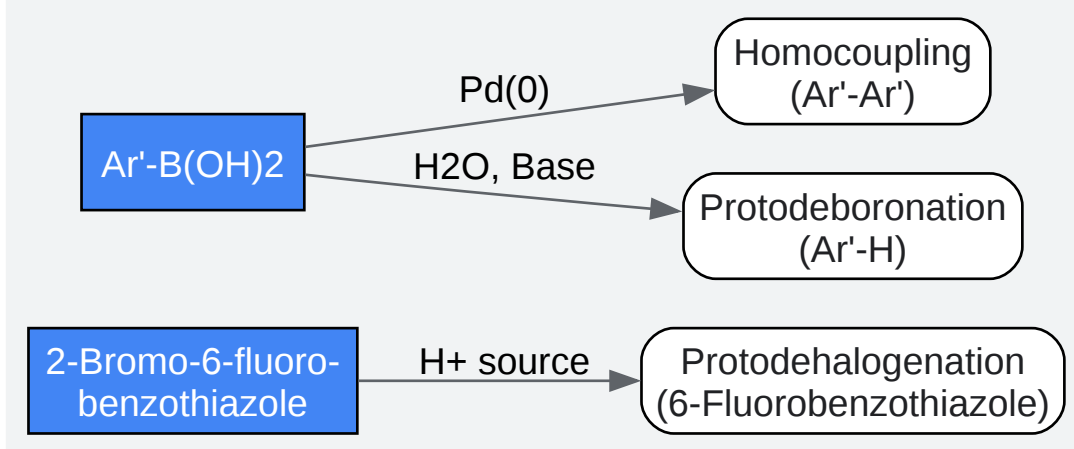 Homocoupling
(Ar'-Ar')
Pd(0)
Ar'-B(OH)2
H2O, Base
Protodeboronation
(Ar'-H)
2-Bromo-6-fluoro-
benzothiazole
H+ source
Protodehalogenation
(6-Fluorobenzothiazole)